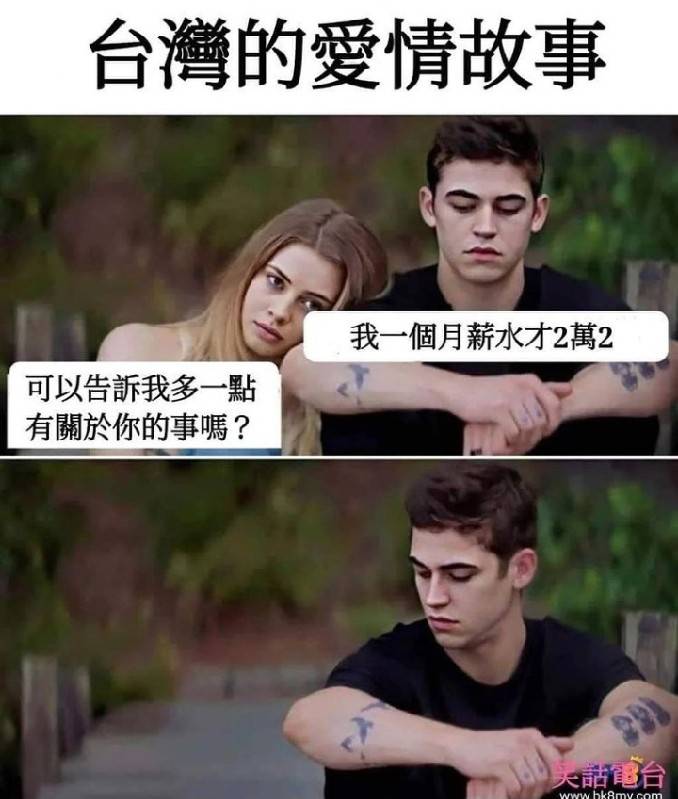 台灣的愛情故事
可以告訴我多一點
有關於你的事嗎？
我一個月薪水才2萬2
笑話電台
www.bk8my.com